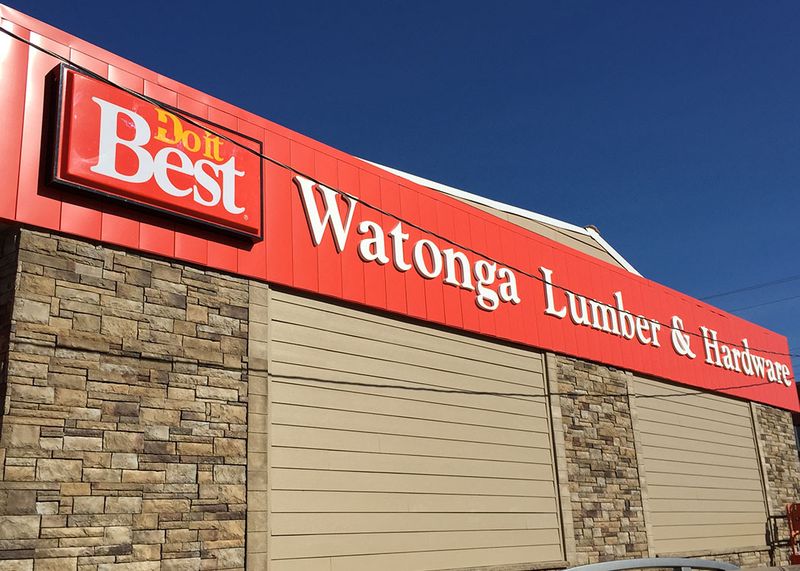 Do it
Best®
Watonga Lumber & Hardware